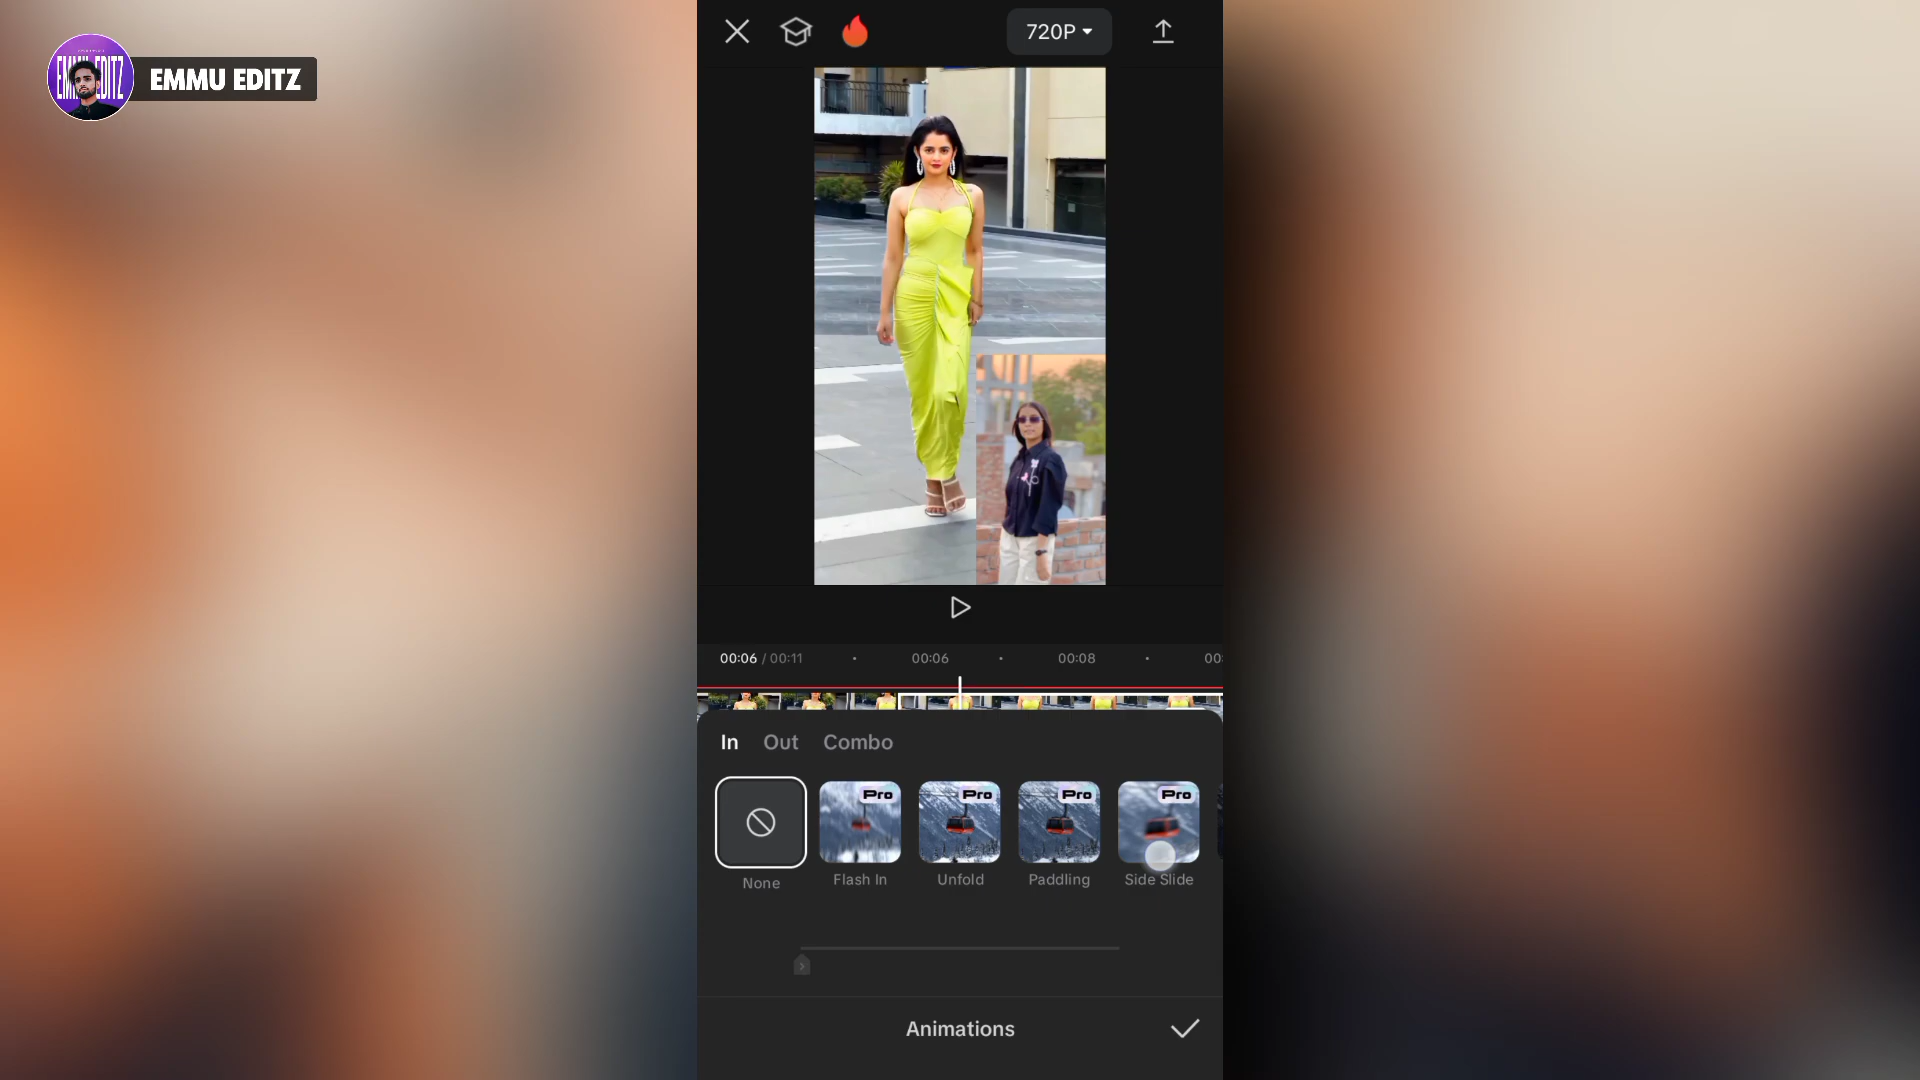 EMMU EDITZ
720P
00:06 / 00:11
00:06
00:08
00:
In
Out
Combo
Pro
Pro
Pro
Pro
None
Flash In
Unfold
Paddling
Side Slide
Animations